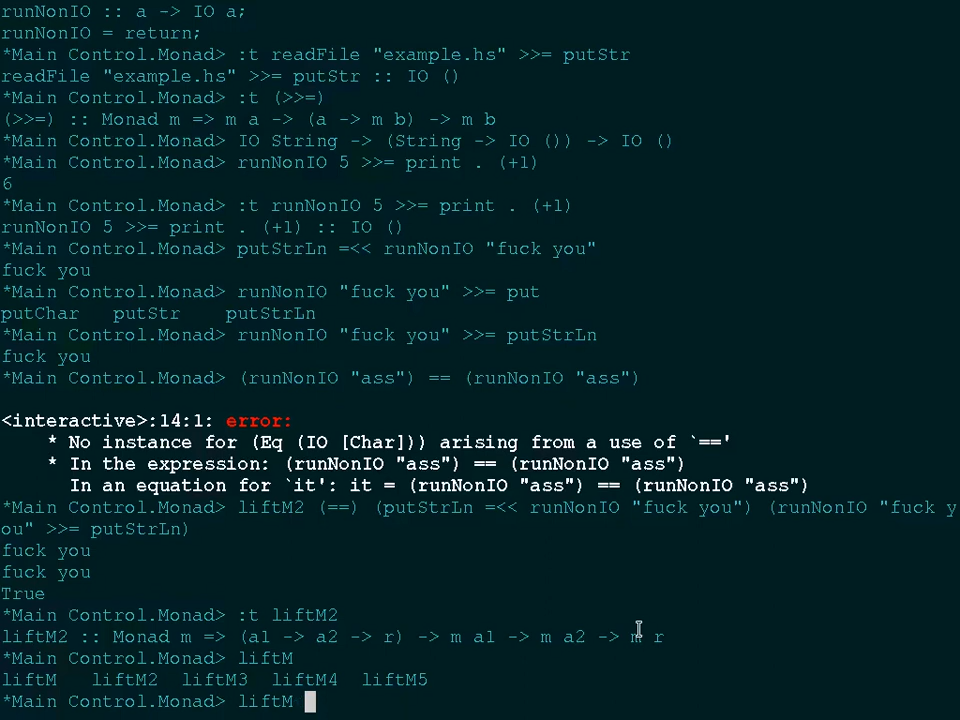 runNonIO :: a -> IO a;
runNonIO = return;
*Main Control.Monad> :t readFile "example.hs" >>= putStr
readFile "example.hs" >>= putStr :: IO ()
*Main Control.Monad> :t (>>=)
(>>=) :: Monad m => m a -> (a -> m b) -> m b
*Main Control.Monad> IO String -> (String -> IO ()) -> IO ()
*Main Control.Monad> runNonIO 5 >>= print . (+1)
6
*Main Control.Monad> :t runNonIO 5 >>= print . (+1)
runNonIO 5 >>= print . (+1) :: IO ()
*Main Control.Monad> putStrLn =<< runNonIO "fuck you"
fuck you
*Main Control.Monad> runNonIO "fuck you" >>= put
putChar   putStr    putStrLn
*Main Control.Monad> runNonIO "fuck you" >>= putStrLn
fuck you
*Main Control.Monad> (runNonIO "ass") == (runNonIO "ass")
<interactive>:14:1: error:
    * No instance for (Eq (IO [Char])) arising from a use of `=='
    * In the expression: (runNonIO "ass") == (runNonIO "ass")
      In an equation for `it': it = (runNonIO "ass") == (runNonIO "ass")
*Main Control.Monad> liftM2 (==) (putStrLn =<< runNonIO "fuck you") (runNonIO "fuck y
ou" >>= putStrLn)
fuck you
fuck you
True
*Main Control.Monad> :t liftM2
liftM2 :: Monad m => (a1 -> a2 -> r) -> m a1 -> m a2 -> m r
*Main Control.Monad> liftM
liftM   liftM2  liftM3  liftM4  liftM5
*Main Control.Monad> liftM